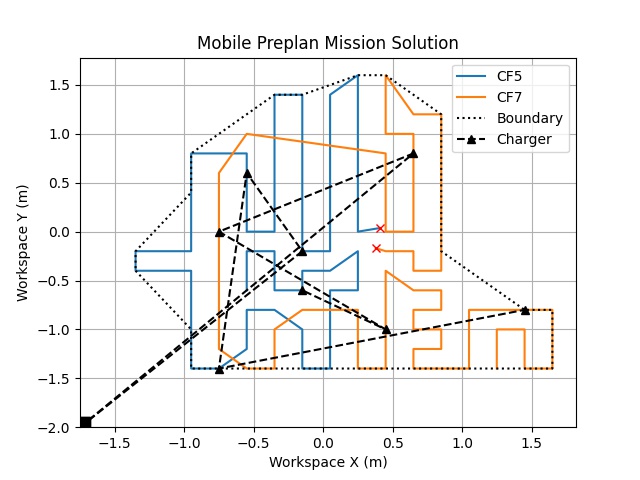 Mobile Preplan Mission Solution
CF5
CF7
Boundary
Charger
1.5
1.0
0.5
0.0
−0.5
−1.0
−1.5
−2.0
Workspace Y (m)
−1.5
−1.0
−0.5
0.0
0.5
1.0
1.5
Workspace X (m)